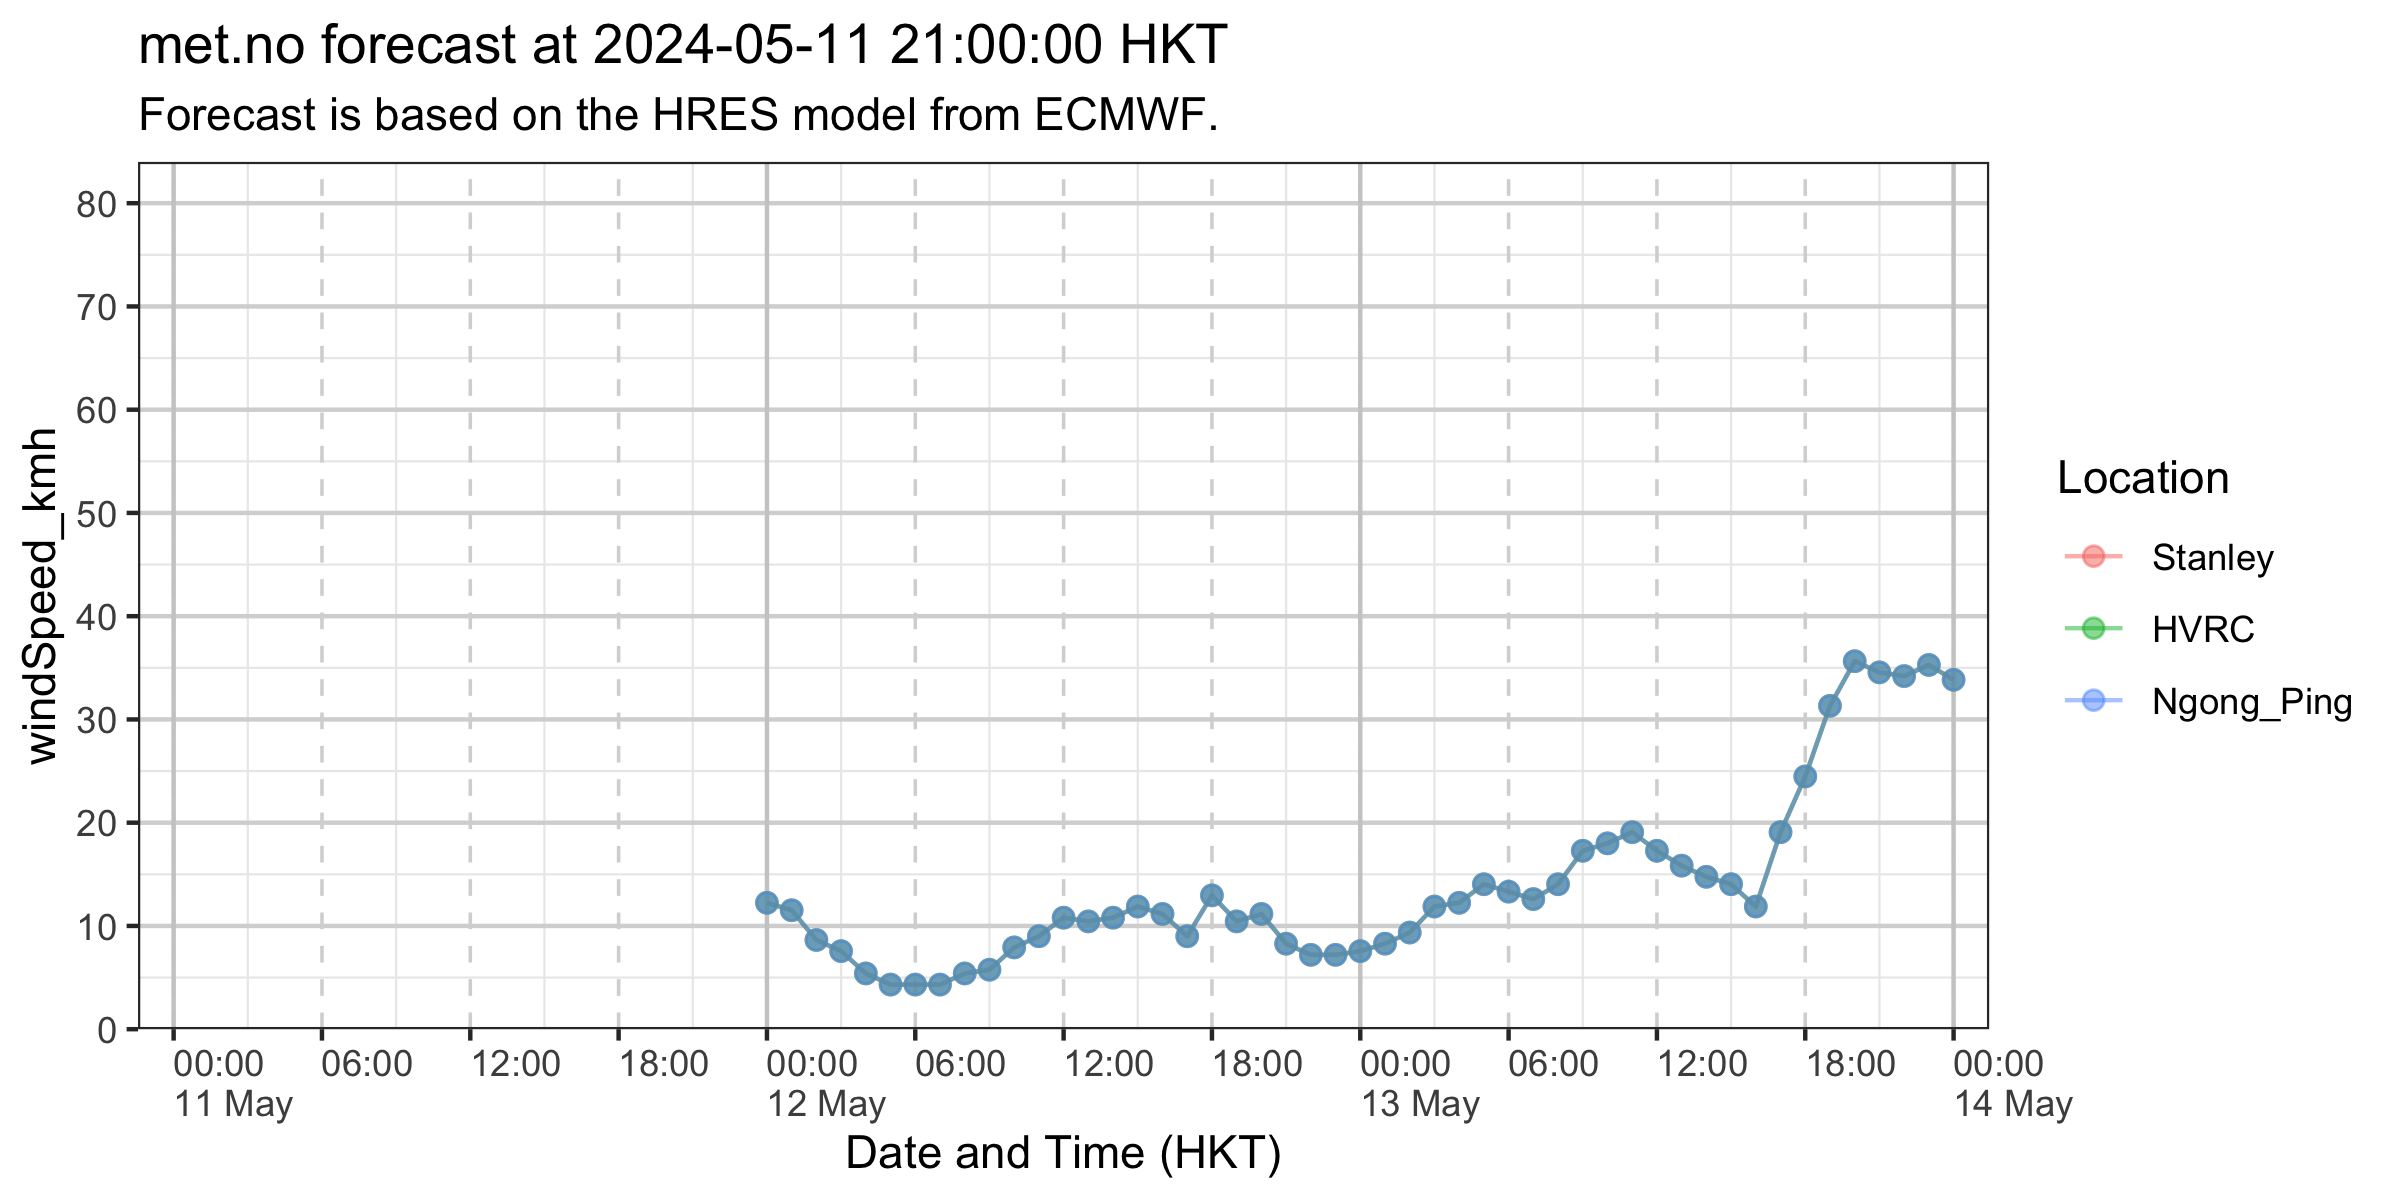 met.no forecast at 2024-05-11 21:00:00 HKT
Forecast is based on the HRES model from ECMWF.
windSpeed_kmh
80
70
60
50
40
30
20
10
0
00:00 06:00 12:00 18:00 00:00 06:00 12:00 18:00 00:00 06:00 12:00 18:00 00:00
11 May 12 May 13 May 14 May
Date and Time (HKT)
Location
Stanley
HVRC
Ngong_Ping